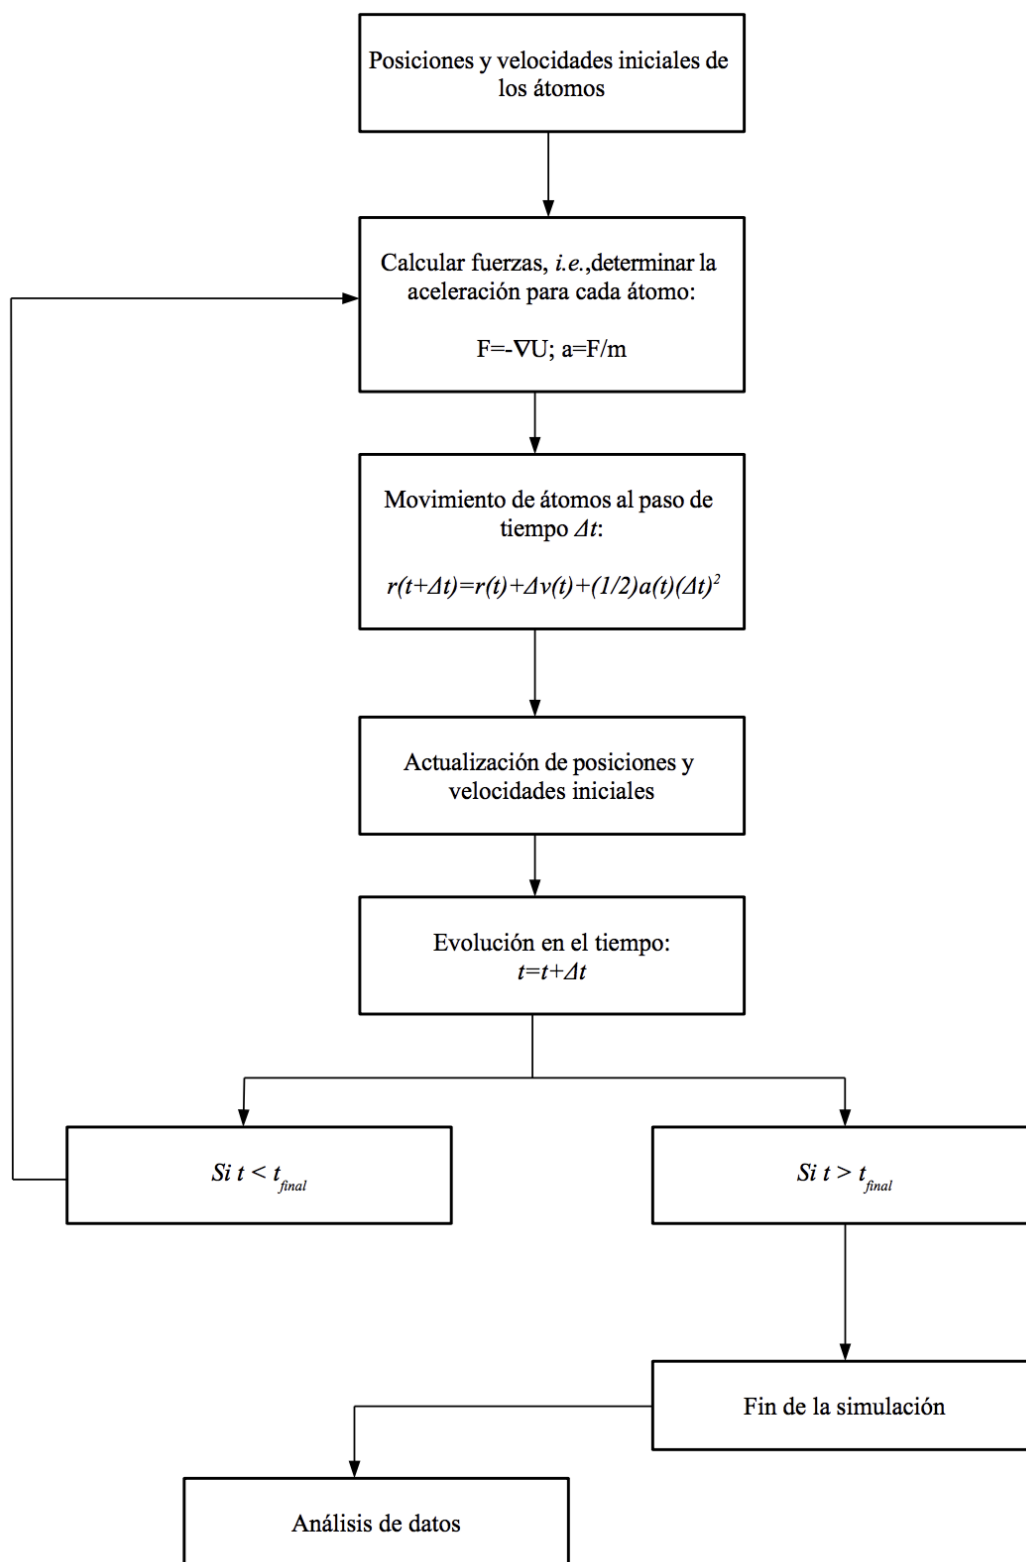 Posiciones y velocidades iniciales de
los átomos
Calcular fuerzas, i.e.,determinar la
aceleración para cada átomo:
F=-∇U; a=F/m
Movimiento de átomos al paso de
tiempo Δt:
r(t+Δt)=r(t)+Δv(t)+(1/2)a(t)(Δt)²
Actualización de posiciones y
velocidades iniciales
Evolución en el tiempo:
t=t+Δt
Si t < t_final
Si t > t_final
Fin de la simulación
Análisis de datos